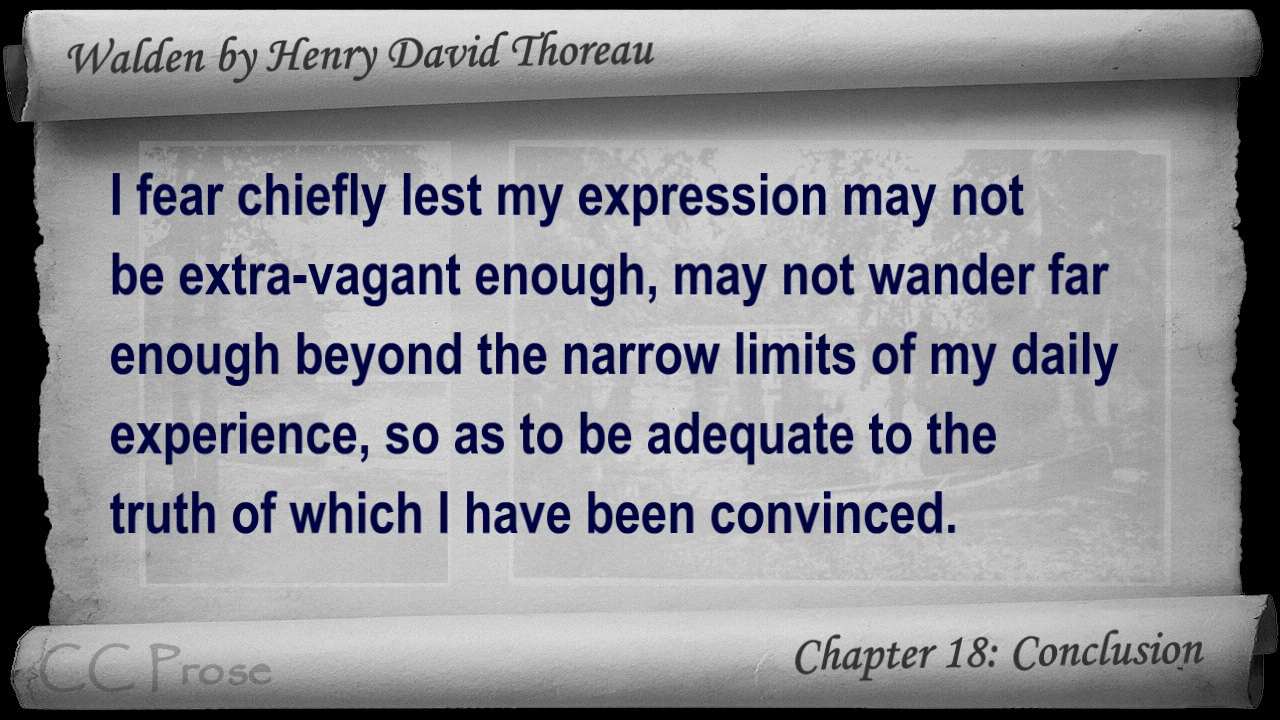 Walden by Henry David Thoreau
I fear chiefly lest my expression may not
be extra-vagant enough, may not wander far
enough beyond the narrow limits of my daily
experience, so as to be adequate to the
truth of which I have been convinced.
CC Prose
Chapter 18: Conclusion